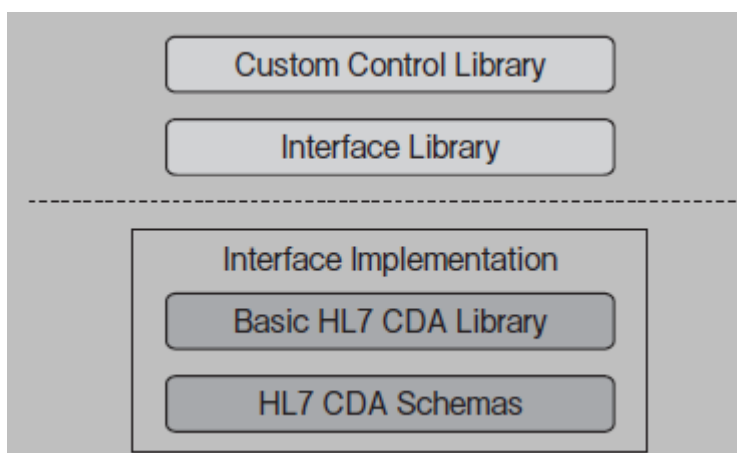 Custom Control Library
Interface Library
Interface Implementation
Basic HL7 CDA Library
HL7 CDA Schemas